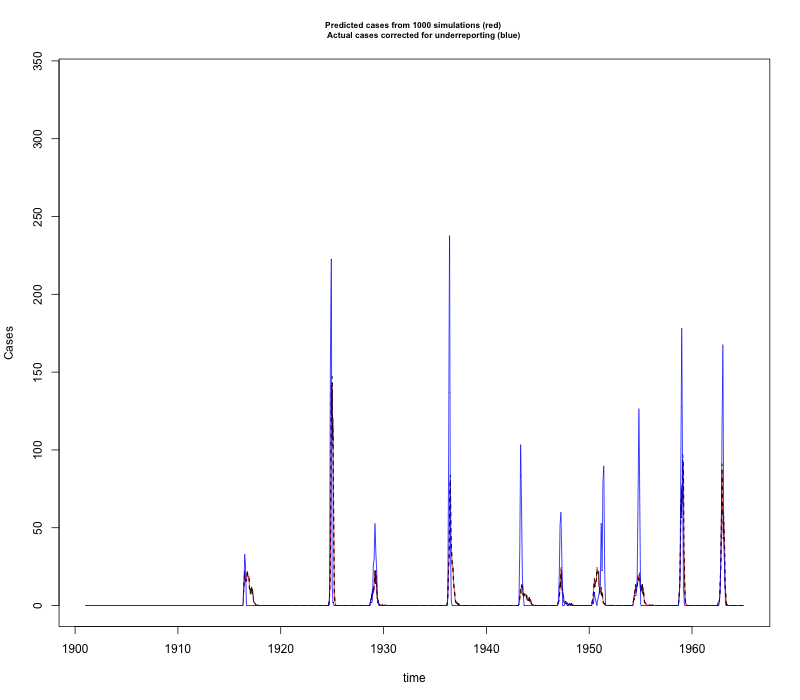 Predicted cases from 1000 simulations (red)
Actual cases corrected for underreporting (blue)
Cases
350
300
250
200
150
100
50
0
1900 1910 1920 1930 1940 1950 1960
time